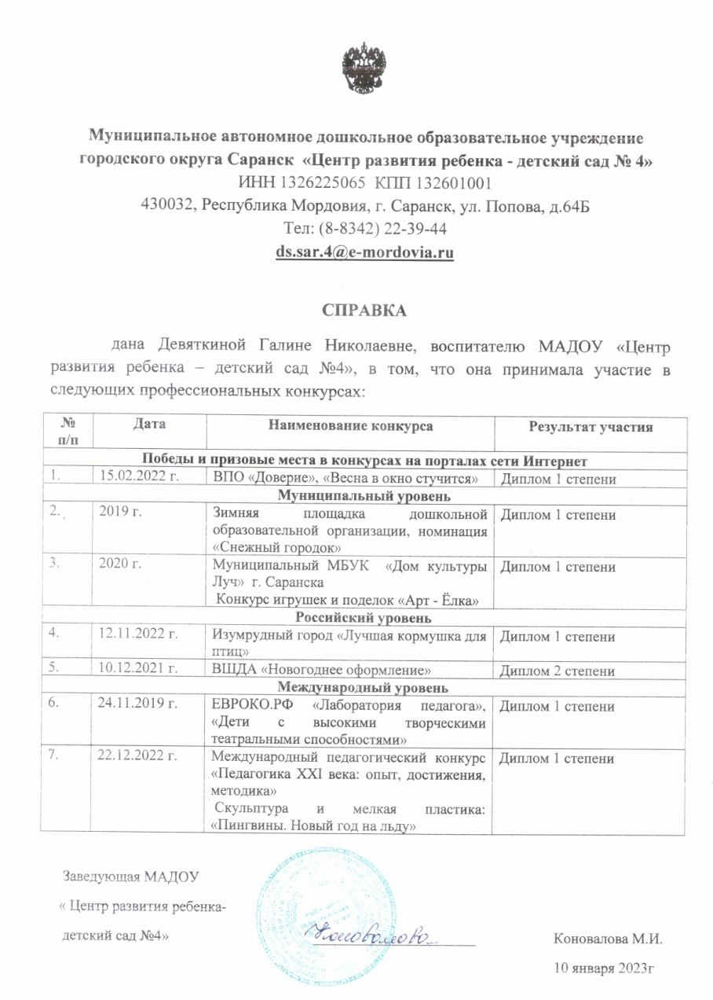 Муниципальное автономное дошкольное образовательное учреждение
городского округа Саранск «Центр развития ребенка - детский сад № 4»
ИНН 1326225065 КПП 132601001
430032, Республика Мордовия, г. Саранск, ул. Попова, д.64Б
Тел: (8-8342) 22-39-44
ds.sar.4@e-mordovia.ru
СПРАВКА
дана Девяткиной Галине Николаевне, воспитателю МАДОУ «Центр
развития ребенка – детский сад №4», в том, что она принимала участие в
следующих профессиональных конкурсах:
№ Дата Наименование конкурса Результат участия
п/п
Победы и призовые места в конкурсах на порталах сети Интернет
1. 15.02.2022 г. ВПО «Доверие», «Весна в окно стучится» Диплом 1 степени
Муниципальный уровень
2. 2019 г. Зимняя площадка дошкольной Диплом 1 степени
образовательной организации, номинация
«Снежный городок»
3. 2020 г. Муниципальный МБУК «Дом культуры Диплом 1 степени
Луч» г. Саранска
Конкурс игрушек и поделок «Арт - Ёлка»
Российский уровень
4. 12.11.2022 г. Изумрудный город «Лучшая кормушка для Диплом 1 степени
птиц»
5. 10.12.2021 г. ВШДА «Новогоднее оформление» Диплом 2 степени
Международный уровень
6. 24.11.2019 г. ЕВРОКО.РФ «Лаборатория педагога», Диплом 1 степени
«Дети с высокими творческими
театральными способностями»
7. 22.12.2022 г. Международный педагогический конкурс Диплом 1 степени
«Педагогика XXI века: опыт, достижения,
методика»
Скульптура и мелкая пластика:
«Пингвины. Новый год на льду»
Заведующая МАДОУ
« Центр развития ребенка-
детский сад №4» Коновалова Коновалова М.И.
10 января 2023г